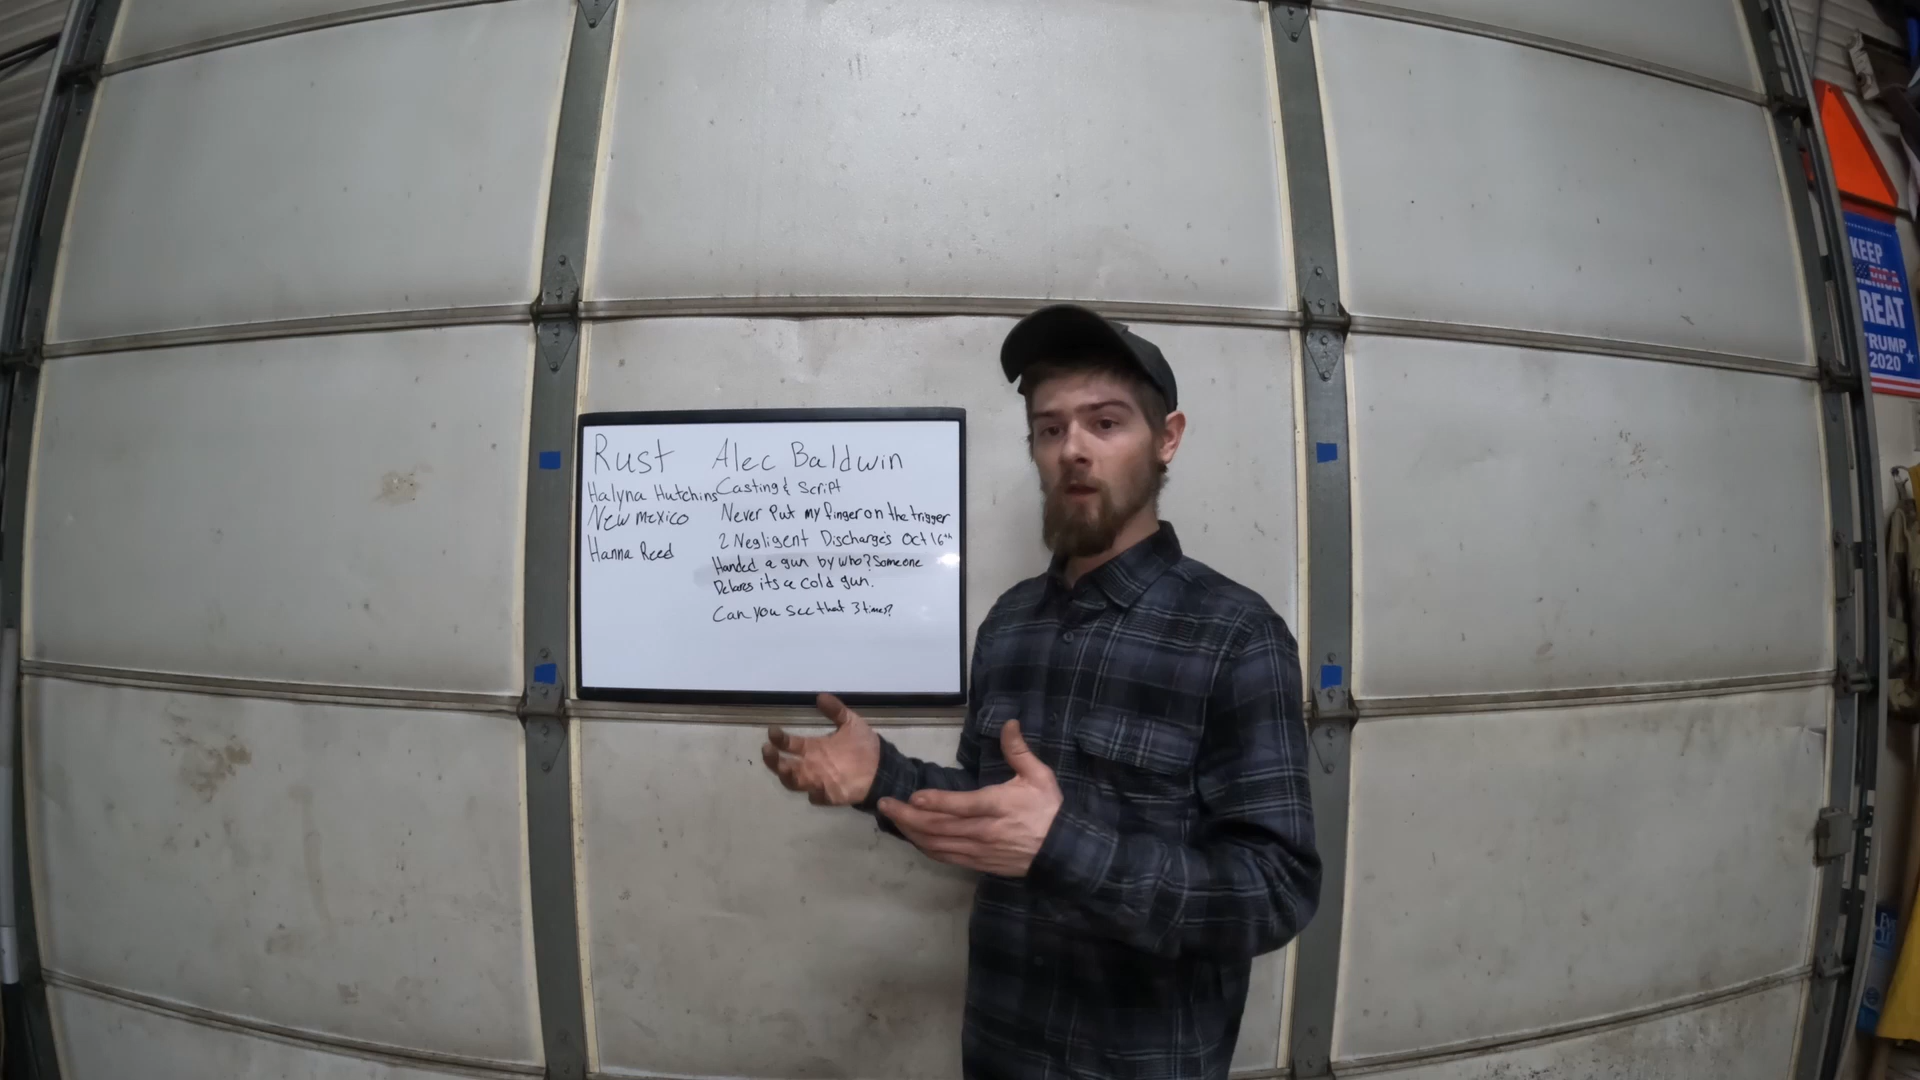 Rust Alec Baldwin
Halyna Hutchins Casting & Script
New Mexico Never Put my finger on the trigger
Hanna Reed 2 Negligent Discharge's Oct 16th
Handed a gun by who? Someone
Delares its a cold gun.
Can you see that 3 times?
KEEP
REAT
TRUMP
2020